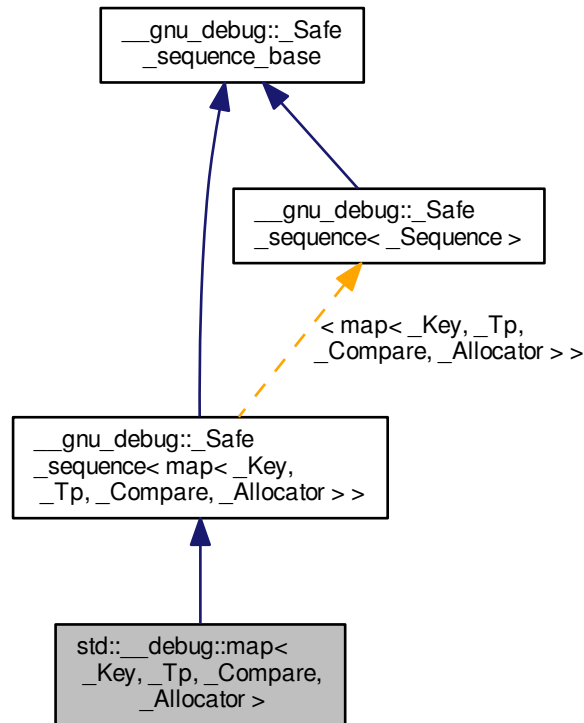 __gnu_debug::_Safe
_sequence_base
__gnu_debug::_Safe
_sequence< _Sequence >
< map< _Key, _Tp,
_Compare, _Allocator > >
__gnu_debug::_Safe
_sequence< map< _Key,
_Tp, _Compare, _Allocator > >
std::__debug::map<
_Key, _Tp, _Compare,
_Allocator >